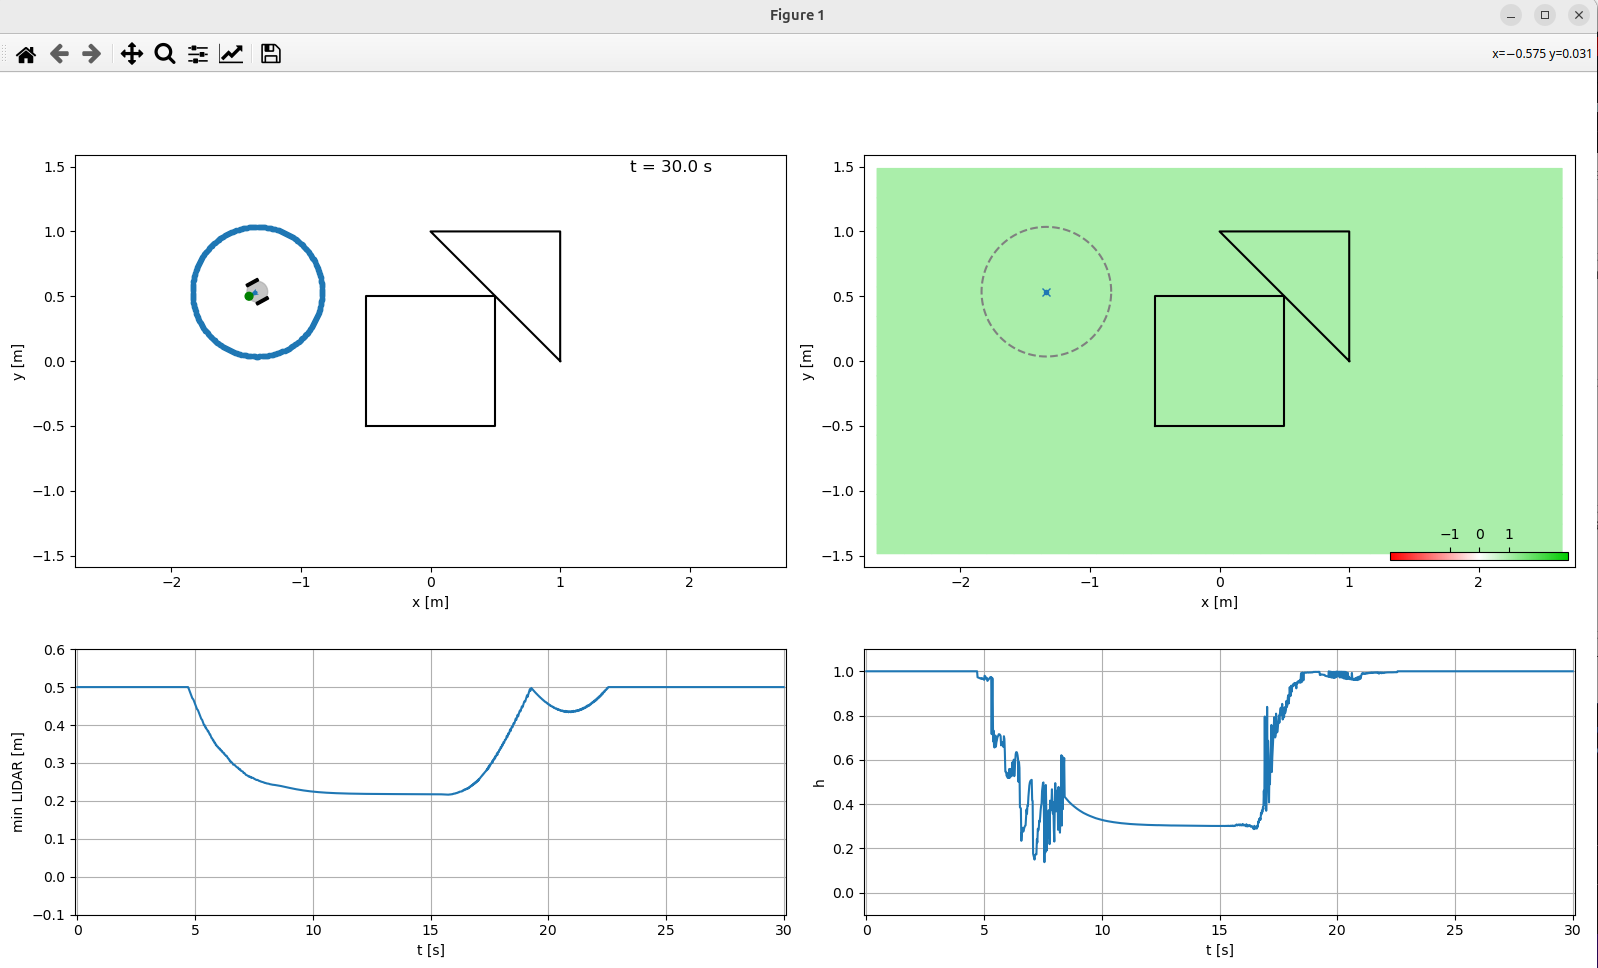 Figure 1
x=−0.575 y=0.031
t = 30.0 s
1.5
1.0
0.5
0.0
−0.5
−1.0
−1.5
y [m]
−2 −1 0 1 2
x [m]
1.5
1.0
0.5
0.0
−0.5
−1.0
−1.5
y [m]
−1 0 1
−2 −1 0 1 2
x [m]
0.6
0.5
0.4
0.3
0.2
0.1
0.0
−0.1
min LIDAR [m]
0 5 10 15 20 25 30
t [s]
1.0
0.8
0.6
0.4
0.2
0.0
h
0 5 10 15 20 25 30
t [s]